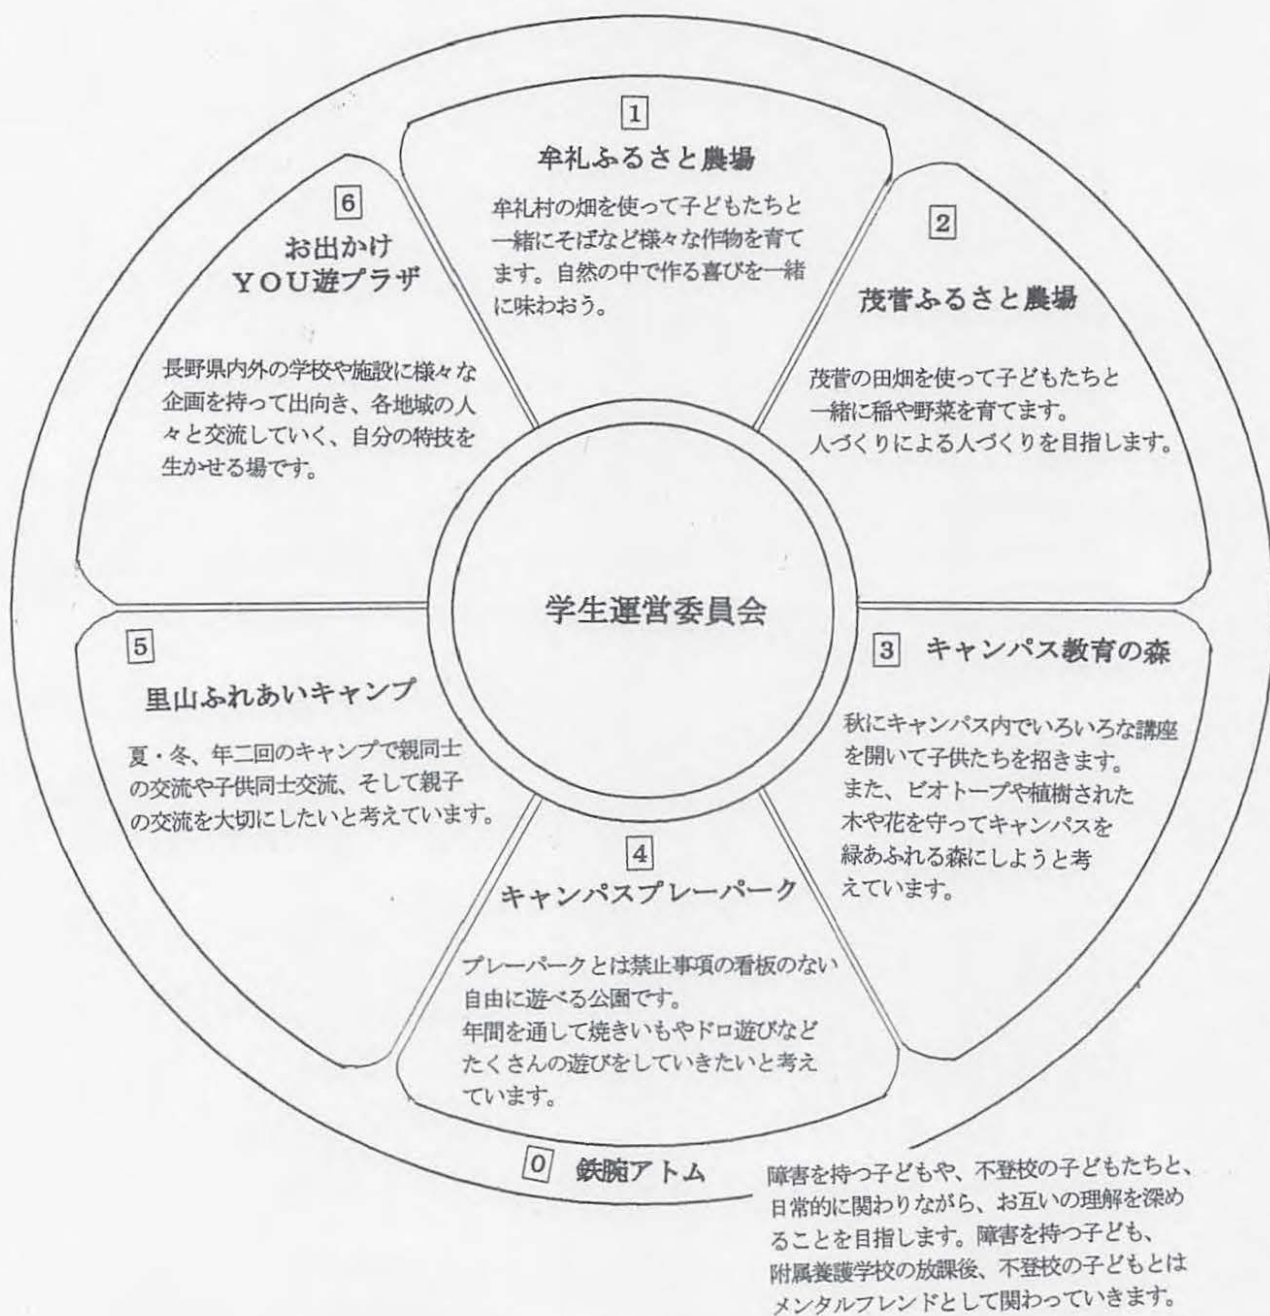 1
牟礼ふるさと農場
牟礼村の畑を使って子どもたちと
一緒にそばなど様々な作物を育て
ます。自然の中で作る喜びを一緒
に味わおう。
2
茂菅ふるさと農場
茂菅の田畑を使って子どもたちと
一緒に稲や野菜を育てます。
人づくりによる人づくりを目指します。
3 キャンパス教育の森
秋にキャンパス内でいろいろな講座
を開いて子供たちを招きます。
また、ビオトープや植樹された
木や花を守ってキャンパスを
緑あふれる森にしようと考
えています。
4
キャンパスプレーパーク
プレーパークとは禁止事項の看板のない
自由に遊べる公園です。
年間を通して焼きいもやドロ遊びなど
たくさんの遊びをしていきたいと考え
ています。
5
里山ふれあいキャンプ
夏・冬、年二回のキャンプで親同士
の交流や子供同士交流、そして親子
の交流を大切にしたいと考えています。
6
お出かけ
YOU遊プラザ
長野県内外の学校や施設に様々な
企画を持って出向き、各地域の人
々と交流していく、自分の特技を
生かせる場です。
学生運営委員会
0 鉄腕アトム
障害を持つ子どもや、不登校の子どもたちと、
日常的に関わりながら、お互いの理解を深め
ることを目指します。障害を持つ子ども、
附属養護学校の放課後、不登校の子どもとは
メンタルフレンドとして関わっていきます。